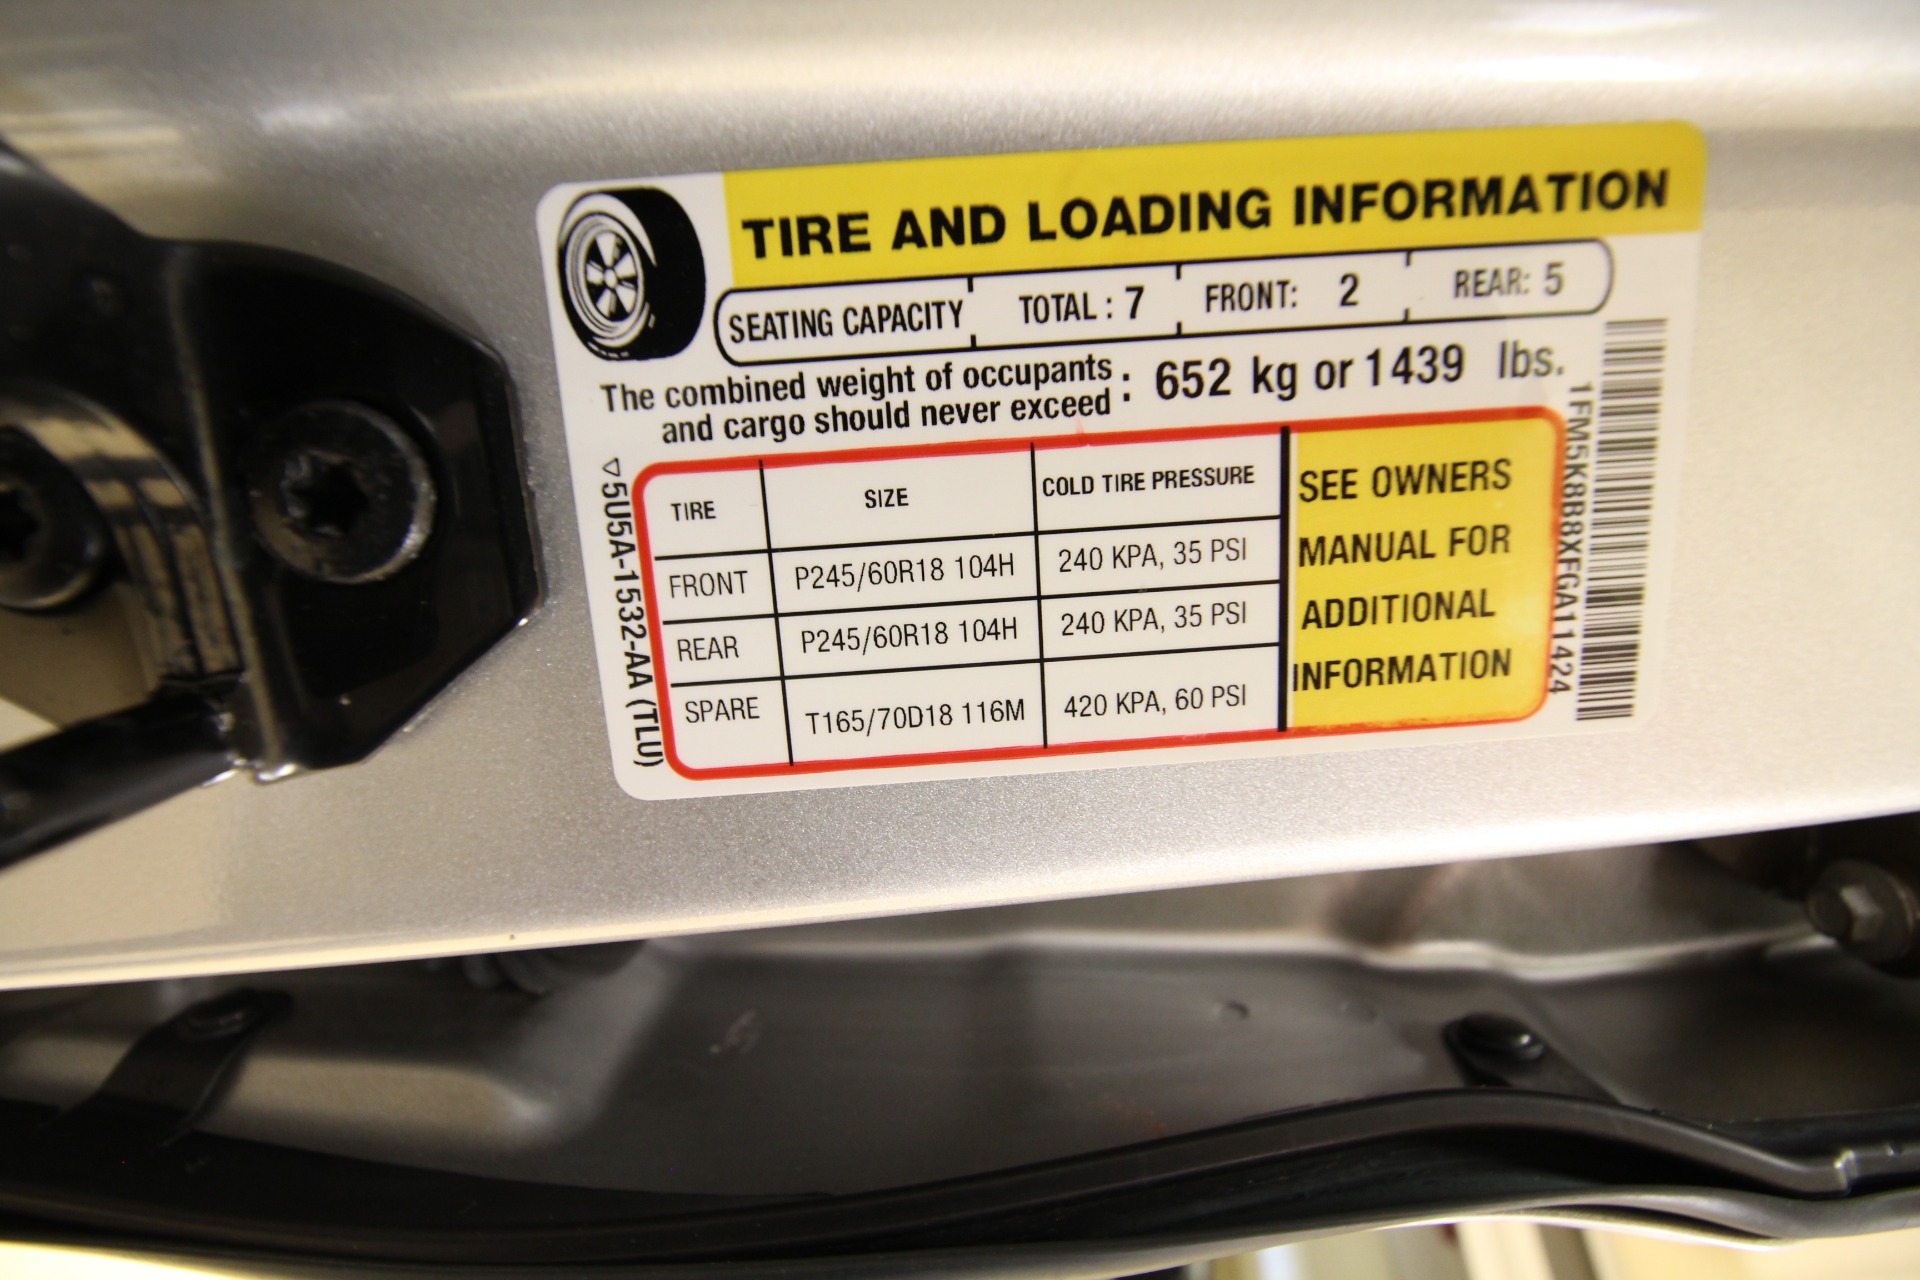 TIRE AND LOADING INFORMATION
SEATING CAPACITY TOTAL : 7 FRONT: 2 REAR: 5
The combined weight of occupants
and cargo should never exceed : 652 kg or 1439 lbs.
TIRE SIZE COLD TIRE PRESSURE
FRONT P245/60R18 104H 240 KPA, 35 PSI
REAR P245/60R18 104H 240 KPA, 35 PSI
SPARE T165/70D18 116M 420 KPA, 60 PSI
SEE OWNERS
MANUAL FOR
ADDITIONAL
INFORMATION
5U5A-1532-AA (TLU)
1FM5K8B8XFGA11424